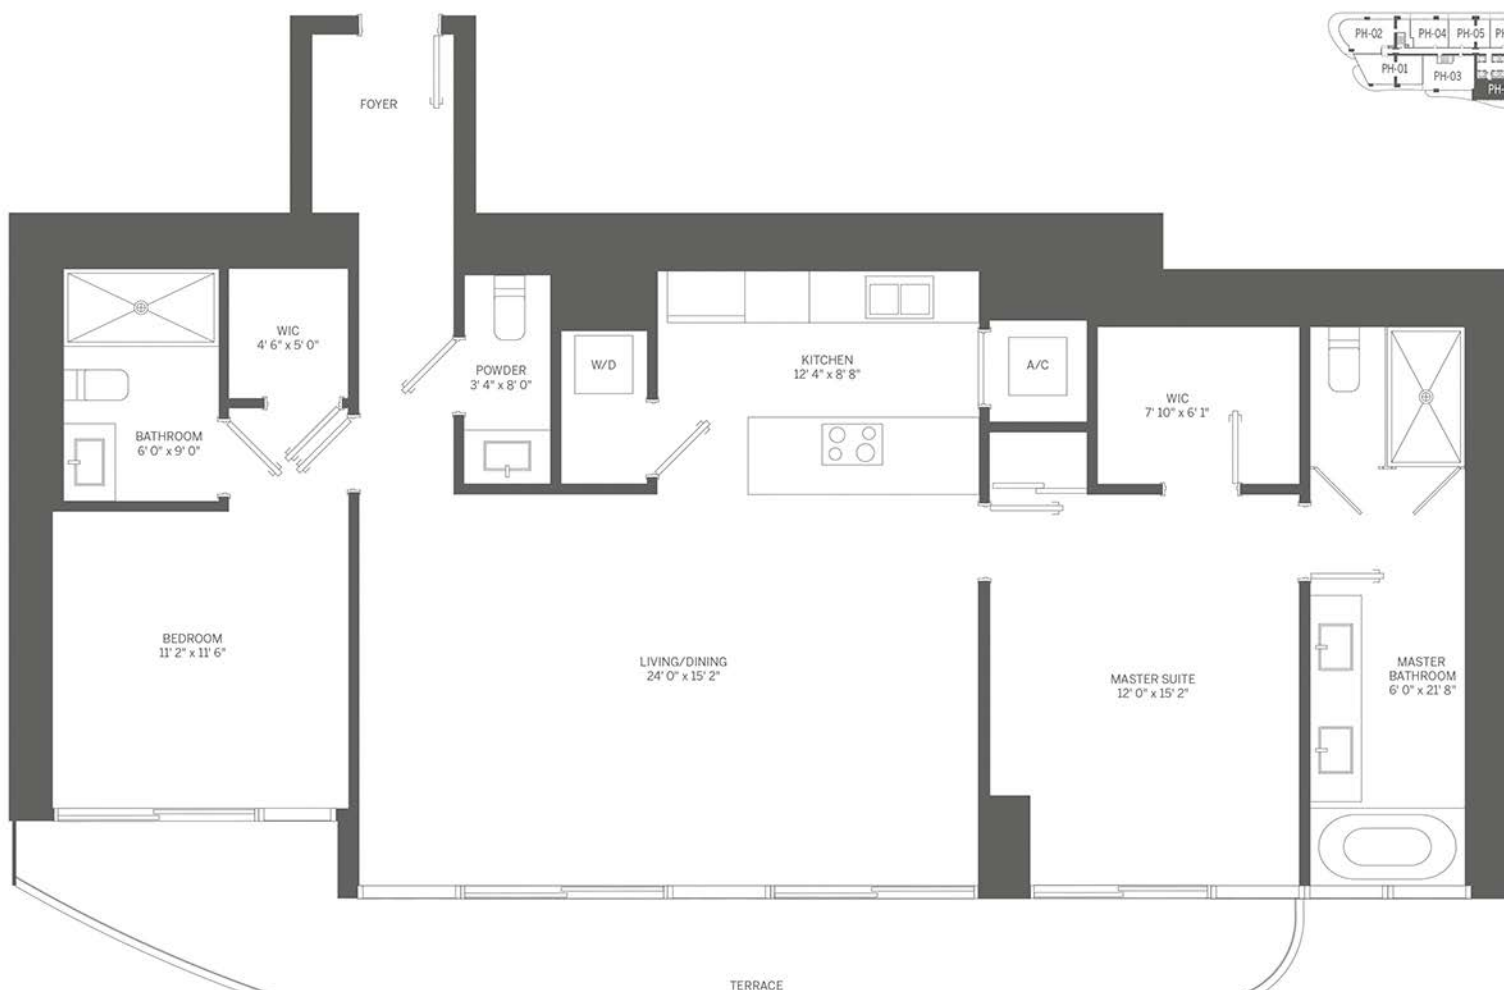 PH-02
PH-04
PH-05
PH-01
PH-03
FOYER
WIC
4' 6" x 5' 0"
POWDER
3' 4" x 8' 0"
W/D
KITCHEN
12' 4" x 8' 8"
A/C
WIC
7' 10" x 6' 1"
BATHROOM
6' 0" x 9' 0"
BEDROOM
11' 2" x 11' 6"
LIVING/DINING
24' 0" x 15' 2"
MASTER SUITE
12' 0" x 15' 2"
MASTER
BATHROOM
6' 0" x 21' 8"
TERRACE